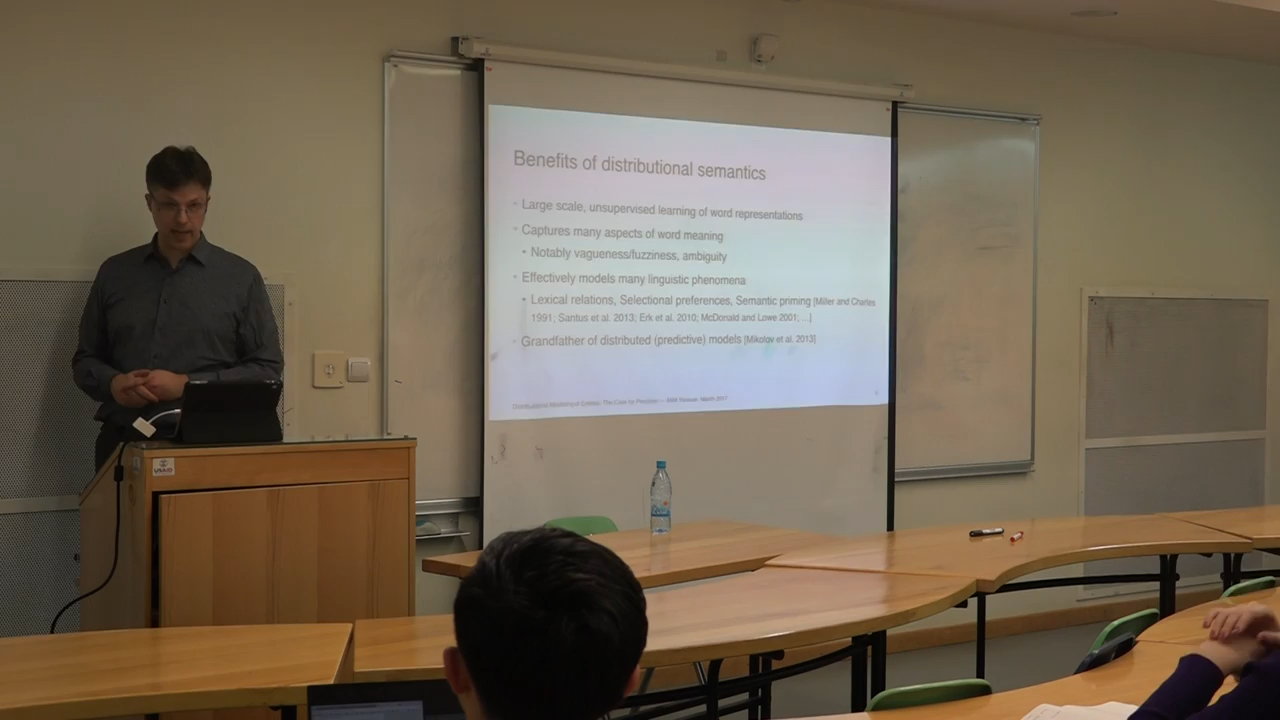 Benefits of distributional semantics
Large scale, unsupervised learning of word representations
Captures many aspects of word meaning
Notably vagueness/fuzziness, ambiguity
Effectively models many linguistic phenomena
Lexical relations, Selectional preferences, Semantic priming [Miller and Charles
1991; Santus et al. 2013; Erk et al. 2010; McDonald and Lowe 2001; ...]
Grandfather of distributed (predictive) models [Mikolov et al. 2013]
USAID